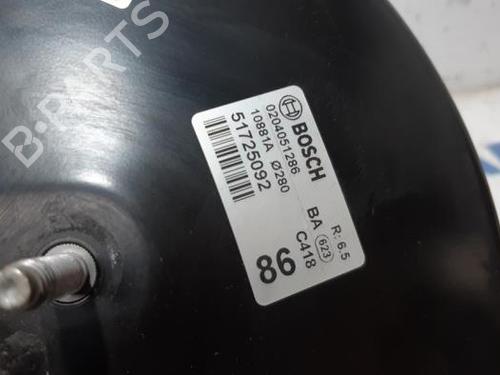 BOSCH
0204051286
10881A Ø280
51725092
R: 6.5
BA 623 C418
86
B-PARTS